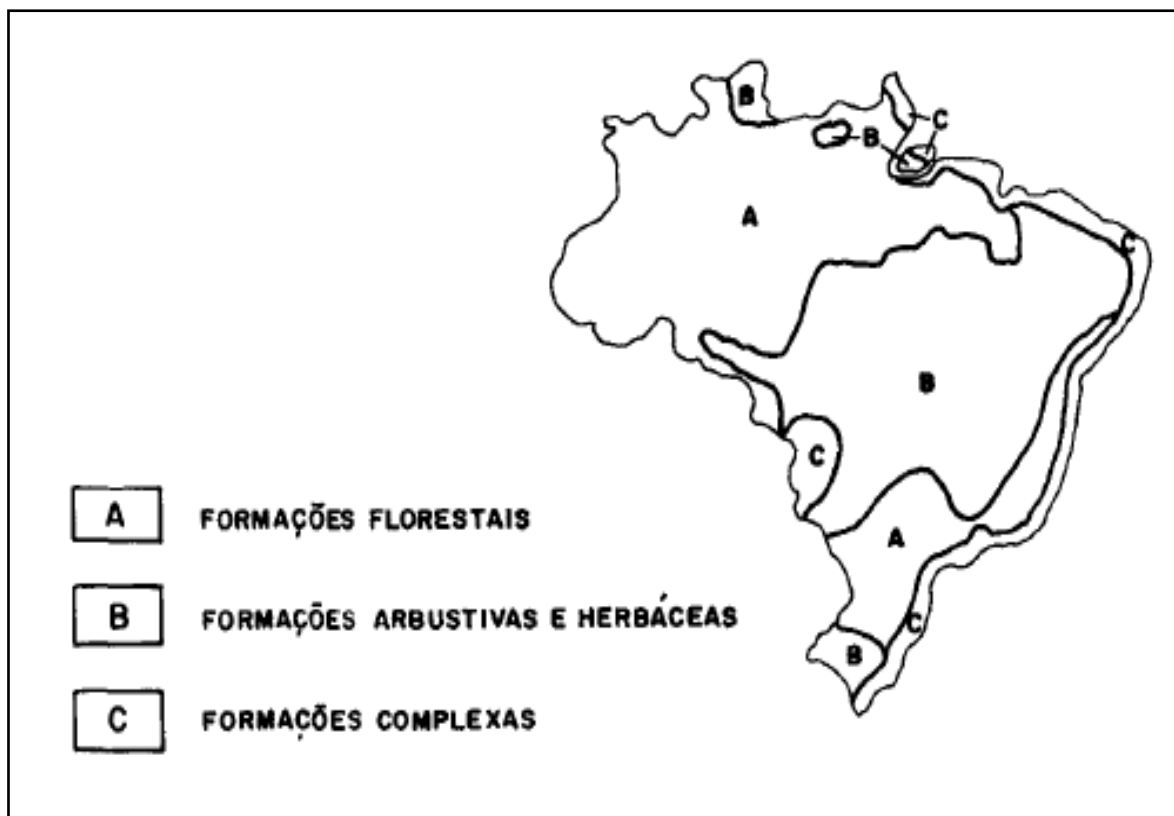 B
C
B
A
C
B
C
A
C
B
A FORMAÇÕES FLORESTAIS
B FORMAÇÕES ARBUSTIVAS E HERBÁCEAS
C FORMAÇÕES COMPLEXAS